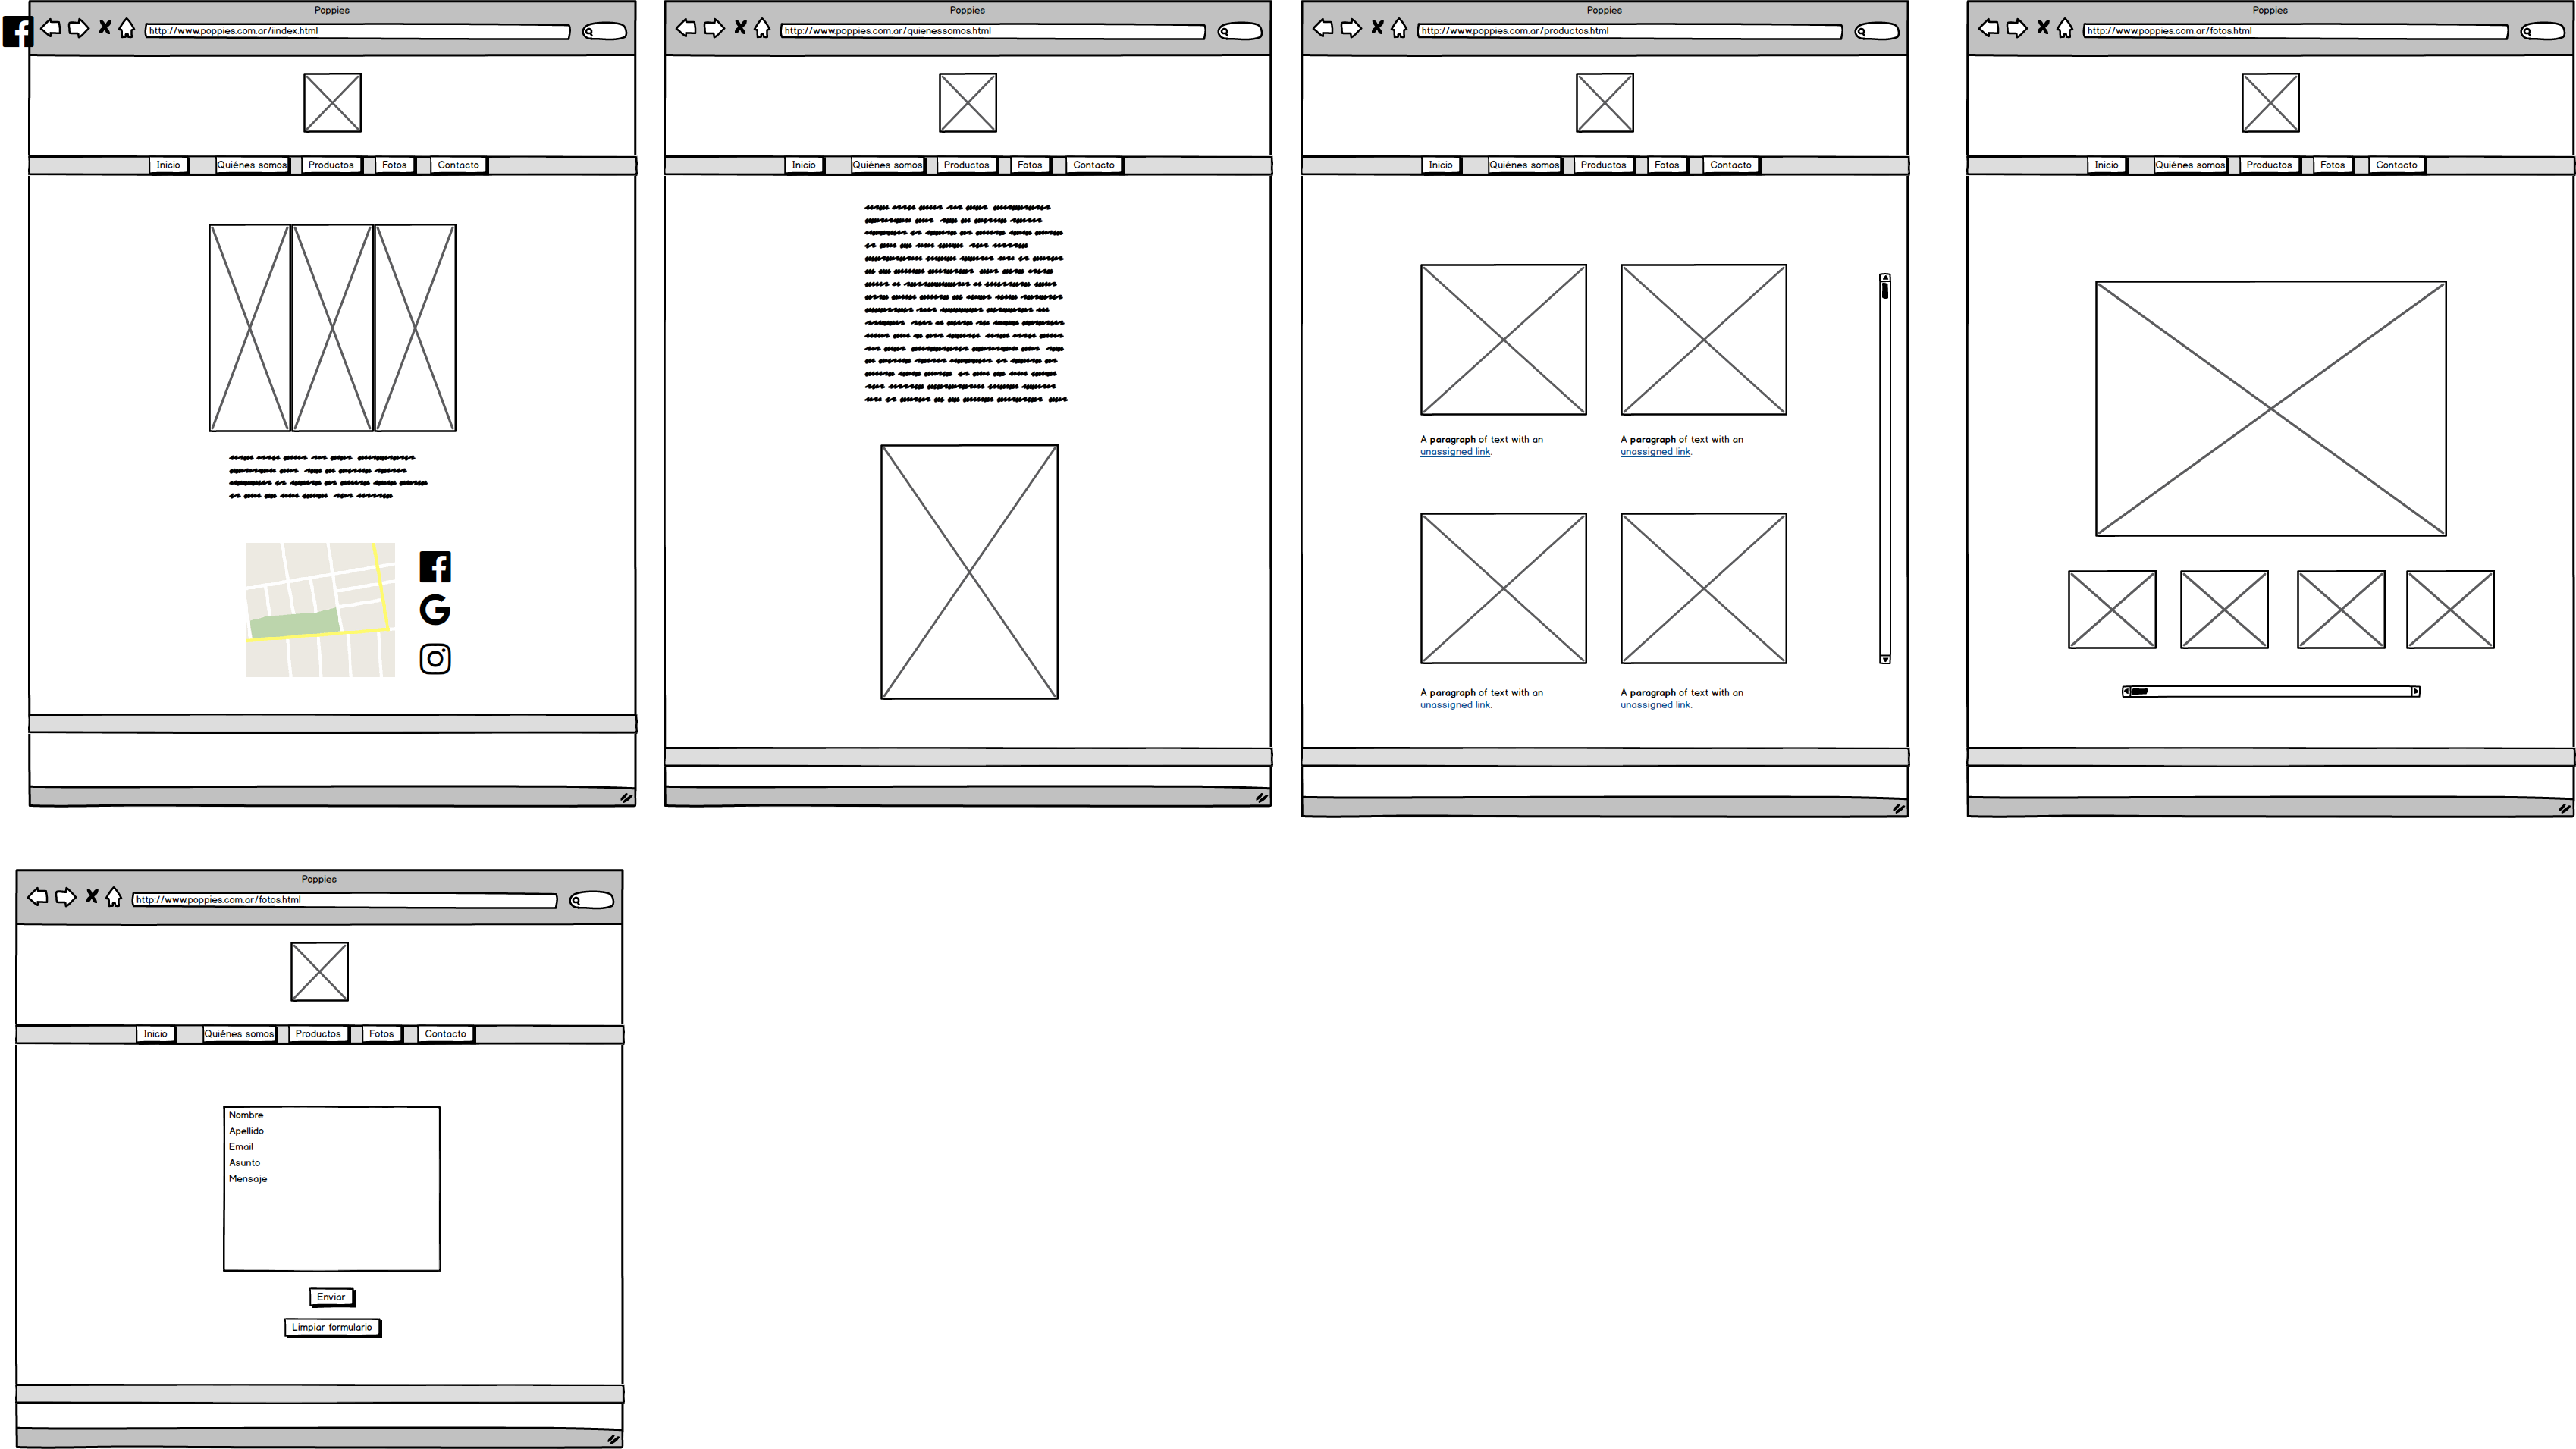 Poppies
http://www.poppies.com.ar/iindex.html
Inicio Quiénes somos Productos Fotos Contacto
Poppies
http://www.poppies.com.ar/quienessomos.html
Inicio Quiénes somos Productos Fotos Contacto
Poppies
http://www.poppies.com.ar/productos.html
Inicio Quiénes somos Productos Fotos Contacto
A paragraph of text with an
unassigned link.
A paragraph of text with an
unassigned link.
A paragraph of text with an
unassigned link.
A paragraph of text with an
unassigned link.
Poppies
http://www.poppies.com.ar/fotos.html
Inicio Quiénes somos Productos Fotos Contacto
Poppies
http://www.poppies.com.ar/fotos.html
Inicio Quiénes somos Productos Fotos Contacto
Nombre
Apellido
Email
Asunto
Mensaje
Enviar
Limpiar formulario